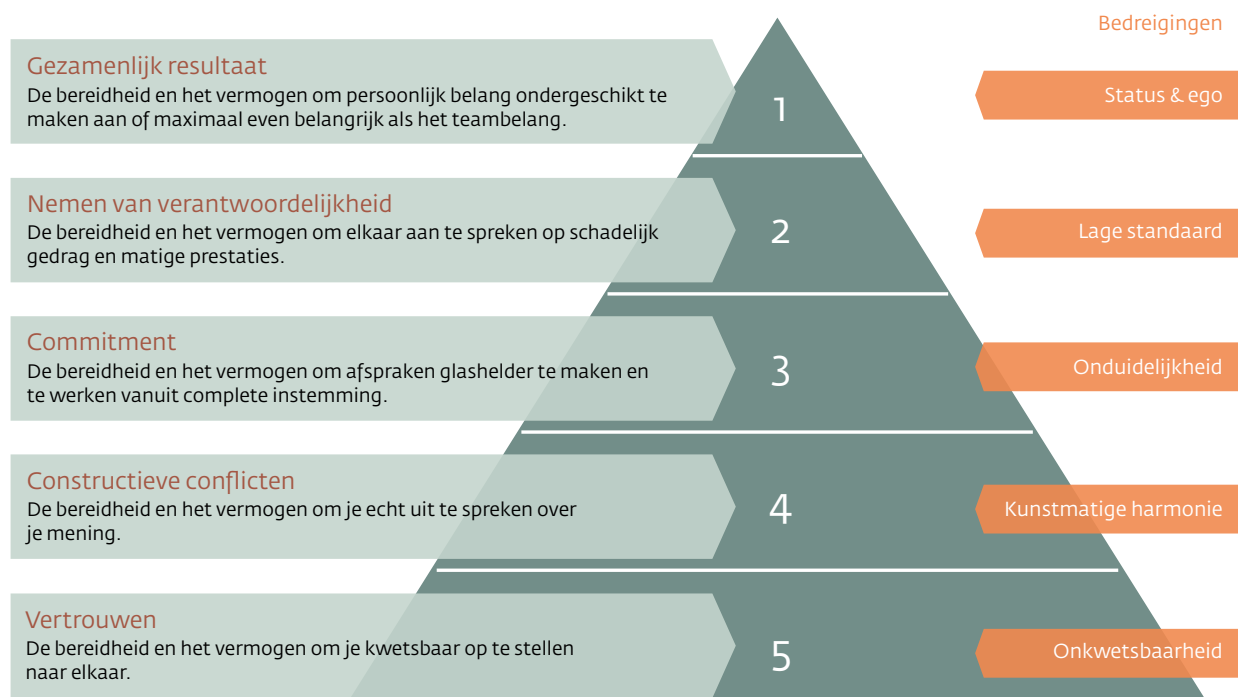 Bedreigingen
Gezamenlijk resultaat
De bereidheid en het vermogen om persoonlijk belang ondergeschikt te
maken aan of maximaal even belangrijk als het teambelang.
1
Status & ego
Nemen van verantwoordelijkheid
De bereidheid en het vermogen om elkaar aan te spreken op schadelijk
gedrag en matige prestaties.
2
Lage standaard
Commitment
De bereidheid en het vermogen om afspraken glashelder te maken en
te werken vanuit complete instemming.
3
Onduidelijkheid
Constructieve conflicten
De bereidheid en het vermogen om je echt uit te spreken over
je mening.
4
Kunstmatige harmonie
Vertrouwen
De bereidheid en het vermogen om je kwetsbaar op te stellen
naar elkaar.
5
Onkwetsbaarheid